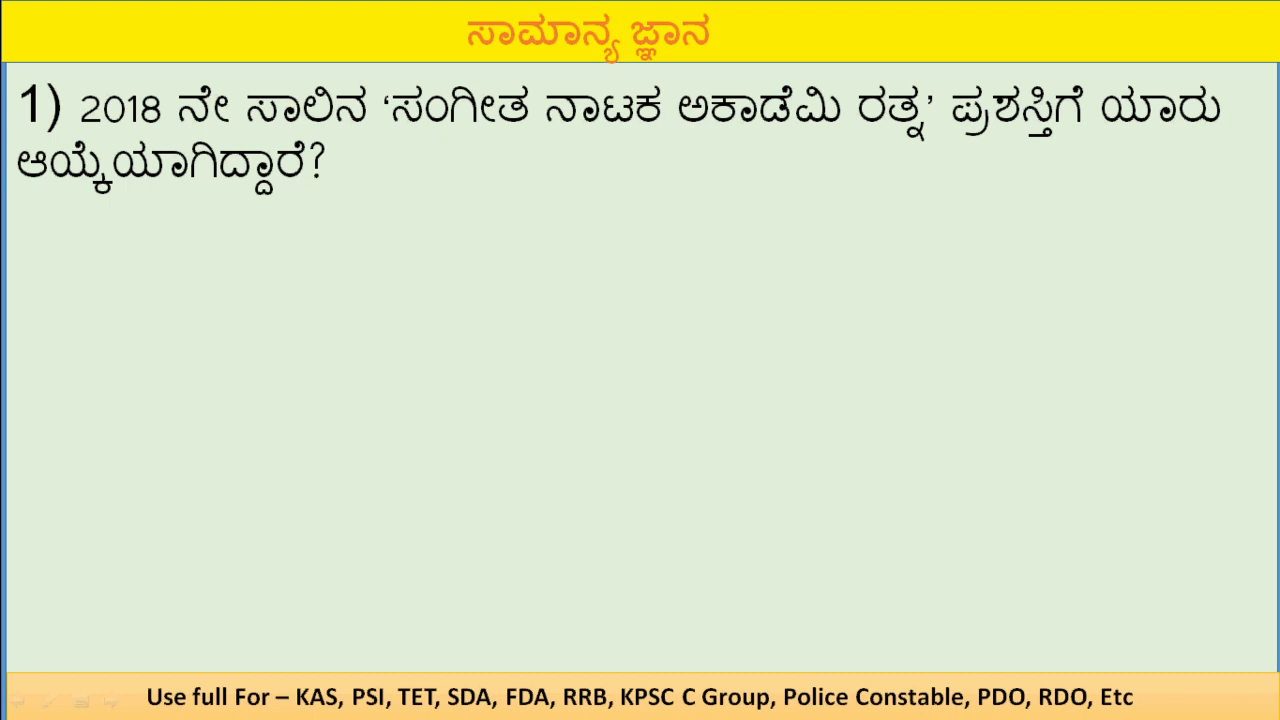 ಸಾಮಾನ್ಯ ಜ್ಞಾನ
1) 2018 ನೇ ಸಾಲಿನ ‘ಸಂಗೀತ ನಾಟಕ ಅಕಾಡೆಮಿ ರತ್ನ’ ಪ್ರಶಸ್ತಿಗೆ ಯಾರು
ಆಯ್ಕೆಯಾಗಿದ್ದಾರೆ?
Use full For – KAS, PSI, TET, SDA, FDA, RRB, KPSC C Group, Police Constable, PDO, RDO, Etc